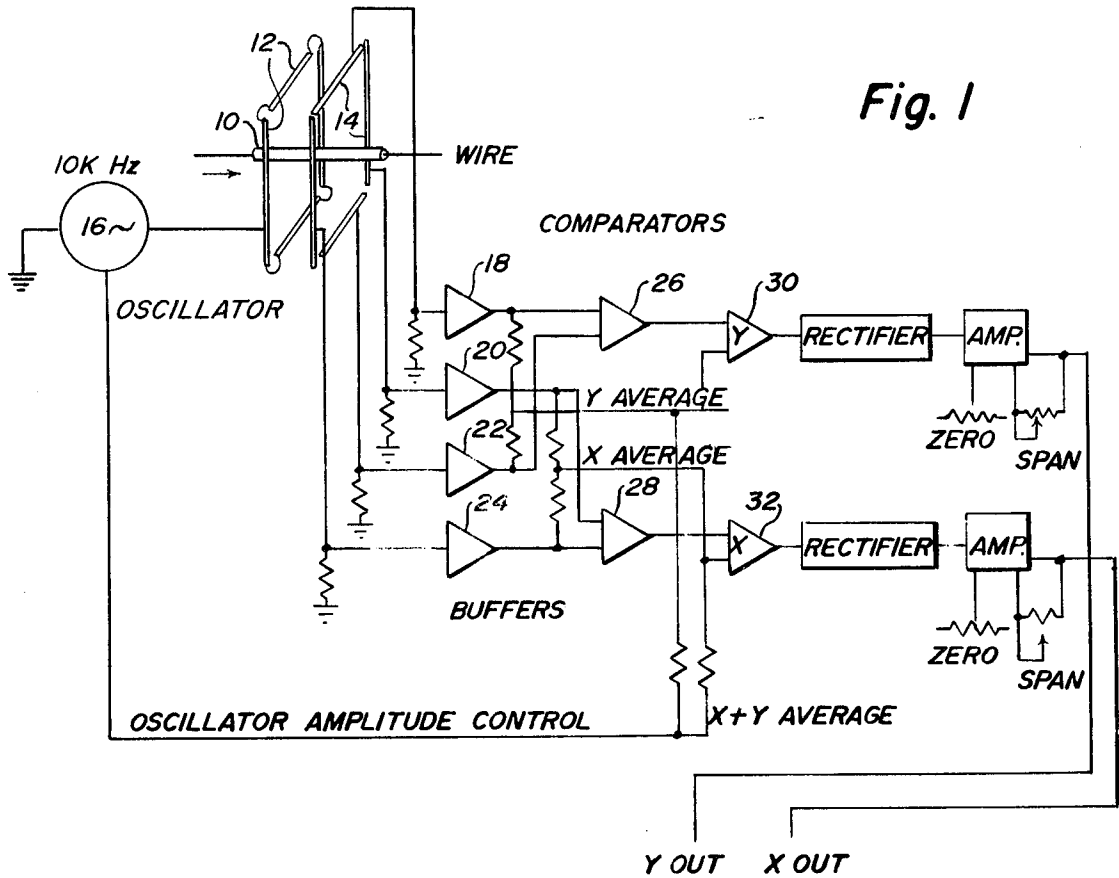 Fig. 1
12
10
14
WIRE
10K Hz
16~
OSCILLATOR
COMPARATORS
18
26
30
Y
RECTIFIER
AMP.
20
Y AVERAGE
ZERO
SPAN
22
X AVERAGE
24
28
32
X
RECTIFIER
AMP.
BUFFERS
ZERO
SPAN
OSCILLATOR AMPLITUDE CONTROL
X+Y AVERAGE
Y OUT
X OUT